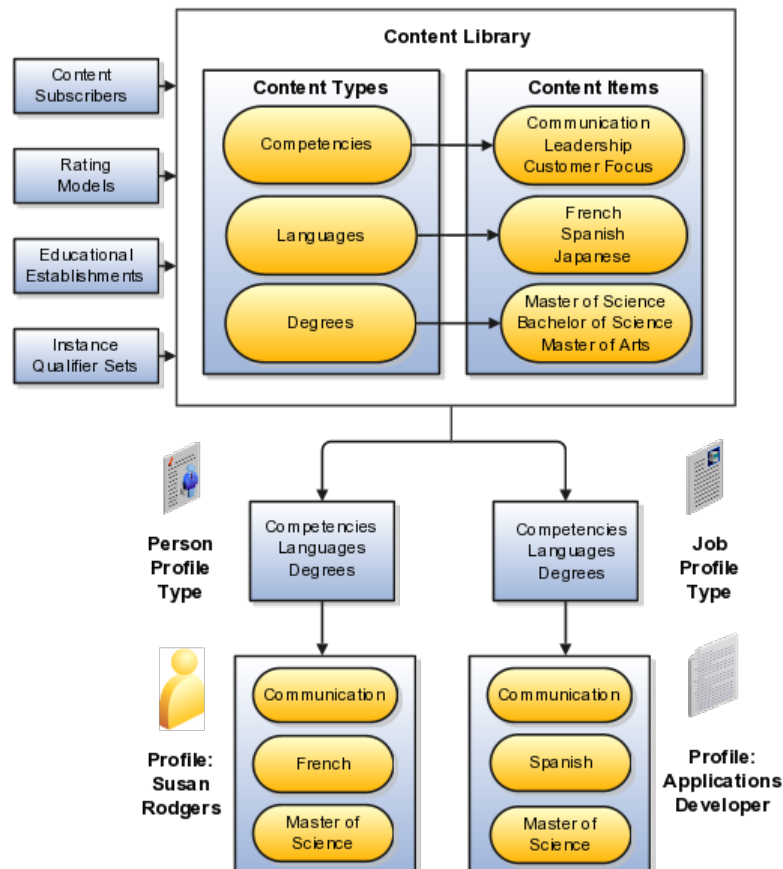 Content Library
Content
Subscribers
Rating
Models
Educational
Establishments
Instance
Qualifier Sets
Content Types
Competencies
Languages
Degrees
Content Items
Communication
Leadership
Customer Focus
French
Spanish
Japanese
Master of Science
Bachelor of Science
Master of Arts
Person
Profile
Type
Competencies
Languages
Degrees
Competencies
Languages
Degrees
Job
Profile
Type
Profile:
Susan
Rodgers
Communication
French
Master of
Science
Communication
Spanish
Master of
Science
Profile:
Applications
Developer